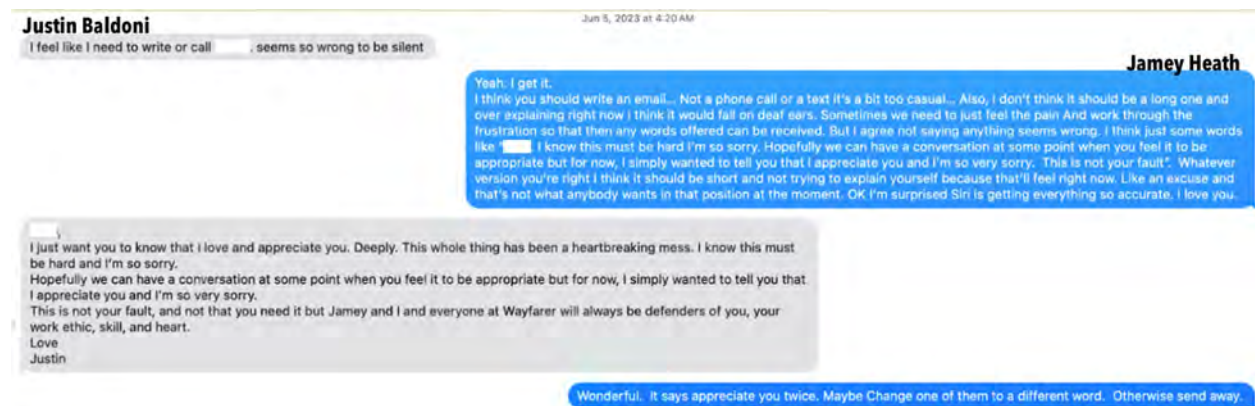 Jun 5, 2023 at 4:20 AM
Justin Baldoni
I feel like I need to write or call , seems so wrong to be silent
Jamey Heath
Yeah. I get it.
I think you should write an email... Not a phone call or a text it's a bit too casual... Also, I don't think it should be a long one and
over explaining right now I think it would fall on deaf ears. Sometimes we need to just feel the pain And work through the
frustration so that then any words offered can be received. But I agree not saying anything seems wrong. I think just some words
like " I know this must be hard I'm so sorry. Hopefully we can have a conversation at some point when you feel it to be
appropriate but for now, I simply wanted to tell you that I appreciate you and I'm so very sorry. This is not your fault". Whatever
version you're right I think it should be short and not trying to explain yourself because that'll feel right now. Like an excuse and
that's not what anybody wants in that position at the moment. OK I'm surprised Siri is getting everything so accurate. I love you.
,
I just want you to know that I love and appreciate you. Deeply. This whole thing has been a heartbreaking mess. I know this must
be hard and I'm so sorry.
Hopefully we can have a conversation at some point when you feel it to be appropriate but for now, I simply wanted to tell you that
I appreciate you and I'm so very sorry.
This is not your fault, and not that you need it but Jamey and I and everyone at Wayfarer will always be defenders of you, your
work ethic, skill, and heart.
Love
Justin
Wonderful. It says appreciate you twice. Maybe Change one of them to a different word. Otherwise send away.